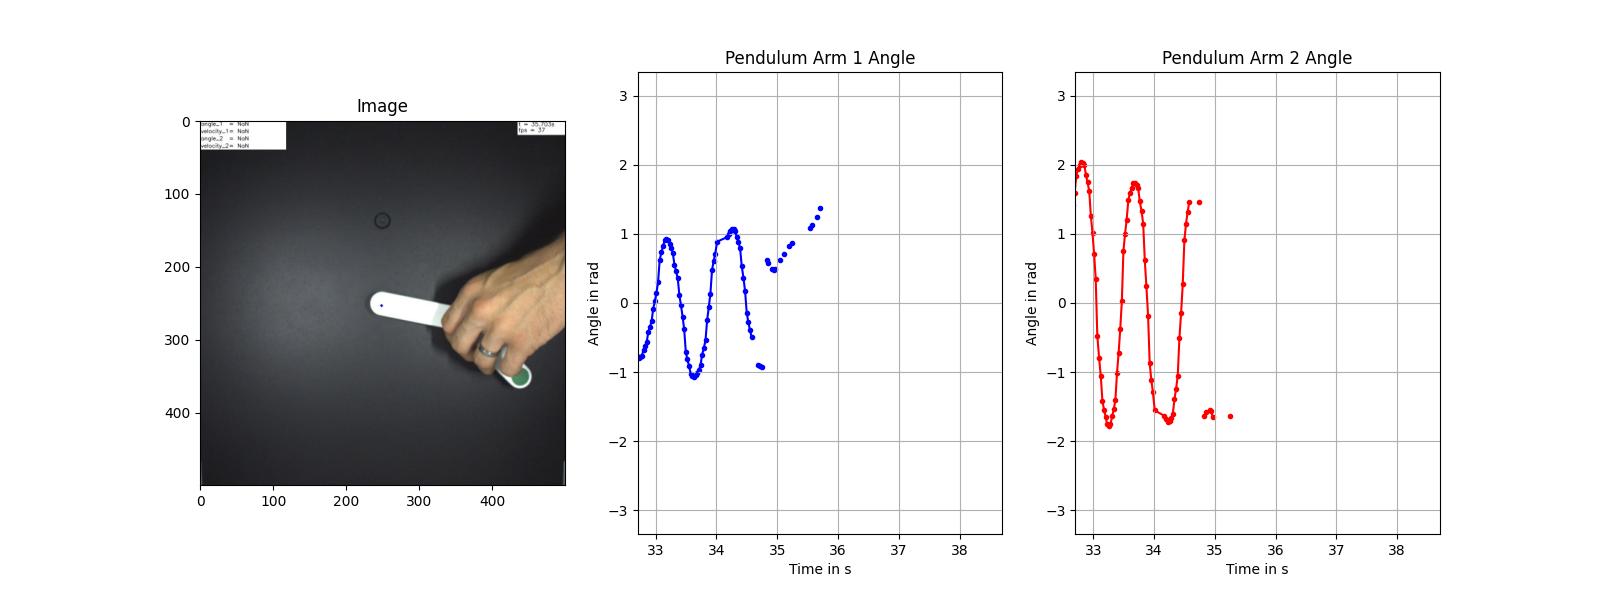 Image
angle_1 = NaN
velocity_1= NaN
angle_2 = NaN
velocity_2= NaN
t = 35.703s
fps = 37
0
100
200
300
400
0
100
200
300
400
Pendulum Arm 1 Angle
Angle in rad
3
2
1
0
−1
−2
−3
33
34
35
36
37
38
Time in s
Pendulum Arm 2 Angle
Angle in rad
3
2
1
0
−1
−2
−3
33
34
35
36
37
38
Time in s